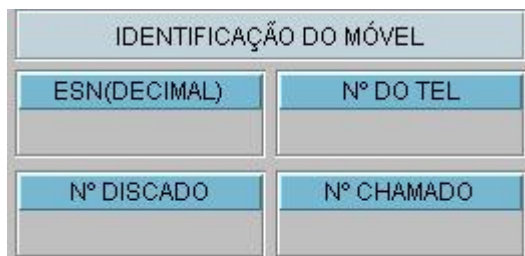 IDENTIFICAÇÃO DO MÓVEL
ESN(DECIMAL)
Nº DO TEL
Nº DISCADO
Nº CHAMADO